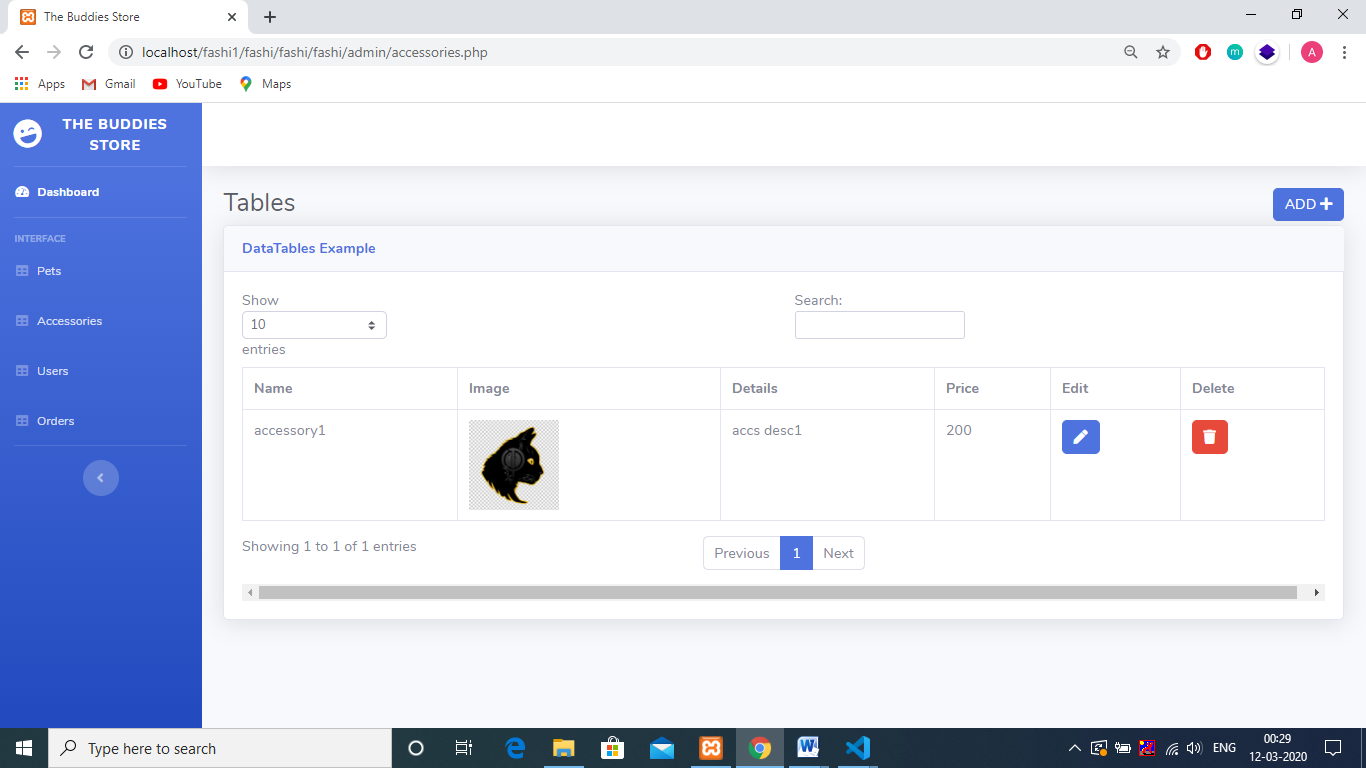 The Buddies Store
localhost/fashi1/fashi/fashi/fashi/admin/accessories.php
m
A
Apps
Gmail
YouTube
Maps
THE BUDDIES
STORE
Dashboard
INTERFACE
Pets
Accessories
Users
Orders
Tables
ADD
DataTables Example
Show
10
entries
Search:
Name Image Details Price Edit Delete
accessory1 accs desc1 200
Showing 1 to 1 of 1 entries
Previous 1 Next
Type here to search
ENG
00:29
12-03-2020